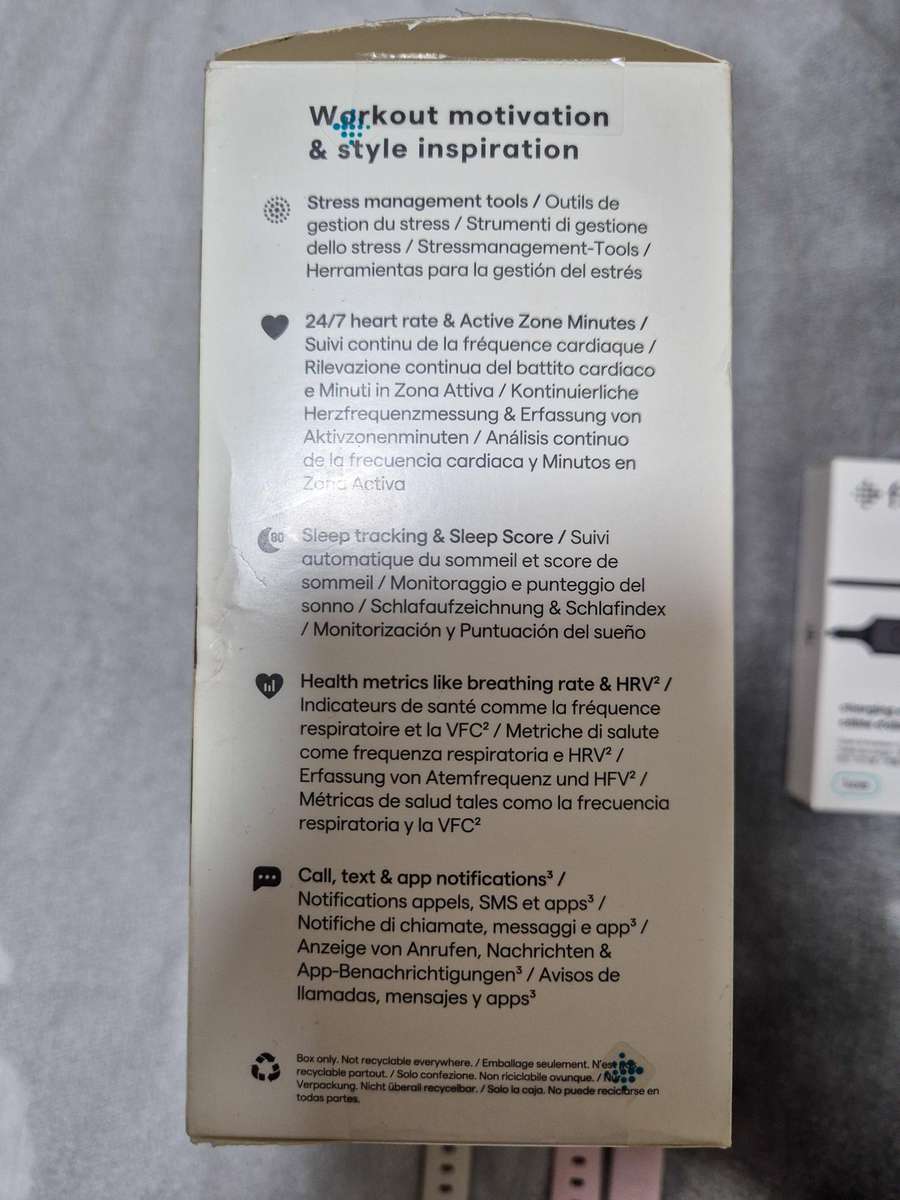 Workout motivation
& style inspiration
Stress management tools / Outils de
gestion du stress / Strumenti di gestione
dello stress / Stressmanagement-Tools /
Herramientas para la gestión del estrés
24/7 heart rate & Active Zone Minutes /
Suivi continu de la fréquence cardiaque /
Rilevazione continua del battito cardiaco
e Minuti in Zona Attiva / Kontinuierliche
Herzfrequenzmessung & Erfassung von
Aktivzonenminuten / Análisis continuo
de la frecuencia cardiaca y Minutos en
Zona Activa
80
Sleep tracking & Sleep Score / Suivi
automatique du sommeil et score de
sommeil / Monitoraggio e punteggio del
sonno / Schlafaufzeichnung & Schlafindex
/ Monitorización y Puntuación del sueño
Health metrics like breathing rate & HRV² /
Indicateurs de santé comme la fréquence
respiratoire et la VFC² / Metriche di salute
come frequenza respiratoria e HRV² /
Erfassung von Atemfrequenz und HFV² /
Métricas de salud tales como la frecuencia
respiratoria y la VFC²
Call, text & app notifications³ /
Notifications appels, SMS et apps³ /
Notifiche di chiamate, messaggi e app³ /
Anzeige von Anrufen, Nachrichten &
App-Benachrichtigungen³ / Avisos de
llamadas, mensajes y apps³
Box only. Not recyclable everywhere. / Emballage seulement. N'est
recyclable partout. / Solo confezione. Non riciclabile ovunque. /
Verpackung. Nicht überall recycelbar. / Solo la caja. No puede reciclarse en
todas partes.
charging